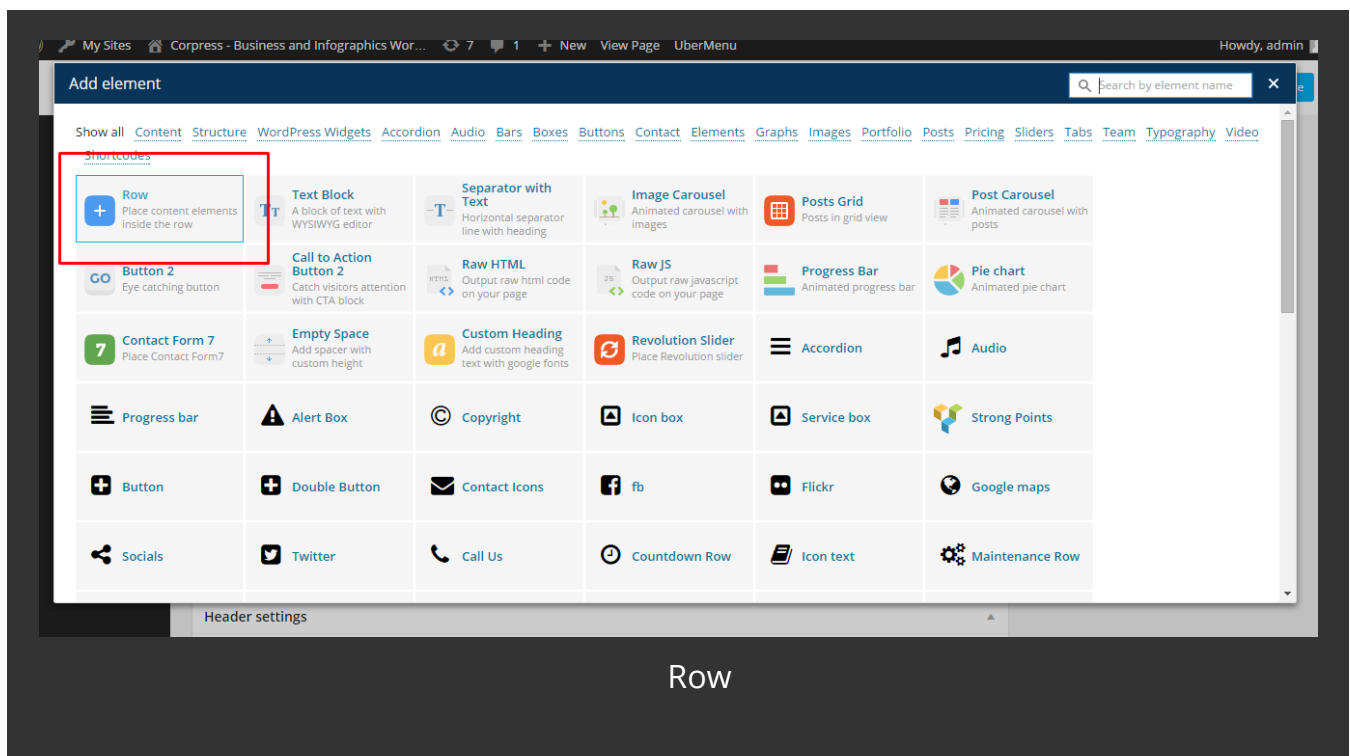 My Sites Corpress - Business and Infographics Wor... 7 1 New View Page UberMenu Howdy, admin
Add element Search by element name
Show all Content Structure WordPress Widgets Accordion Audio Bars Boxes Buttons Contact Elements Graphs Images Portfolio Posts Pricing Sliders Tabs Team Typography Video
Shortcodes
Row
Place content elements
inside the row
Text Block
A block of text with
WYSIWYG editor
Separator with
Text
Horizontal separator
line with heading
Image Carousel
Animated carousel with
images
Posts Grid
Posts in grid view
Post Carousel
Animated carousel with
posts
GO
Button 2
Eye catching button
Call to Action
Button 2
Catch visitors attention
with CTA block
HTML
Raw HTML
Output raw html code
on your page
JS
Raw JS
Output raw javascript
code on your page
Progress Bar
Animated progress bar
Pie chart
Animated pie chart
7
Contact Form 7
Place Contact Form7
Empty Space
Add spacer with
custom height
a
Custom Heading
Add custom heading
text with google fonts
Revolution Slider
Place Revolution slider
Accordion
Audio
Progress bar
Alert Box
Copyright
Icon box
Service box
Strong Points
Button
Double Button
Contact Icons
fb
Flickr
Google maps
Socials
Twitter
Call Us
Countdown Row
Icon text
Maintenance Row
Header settings
Row